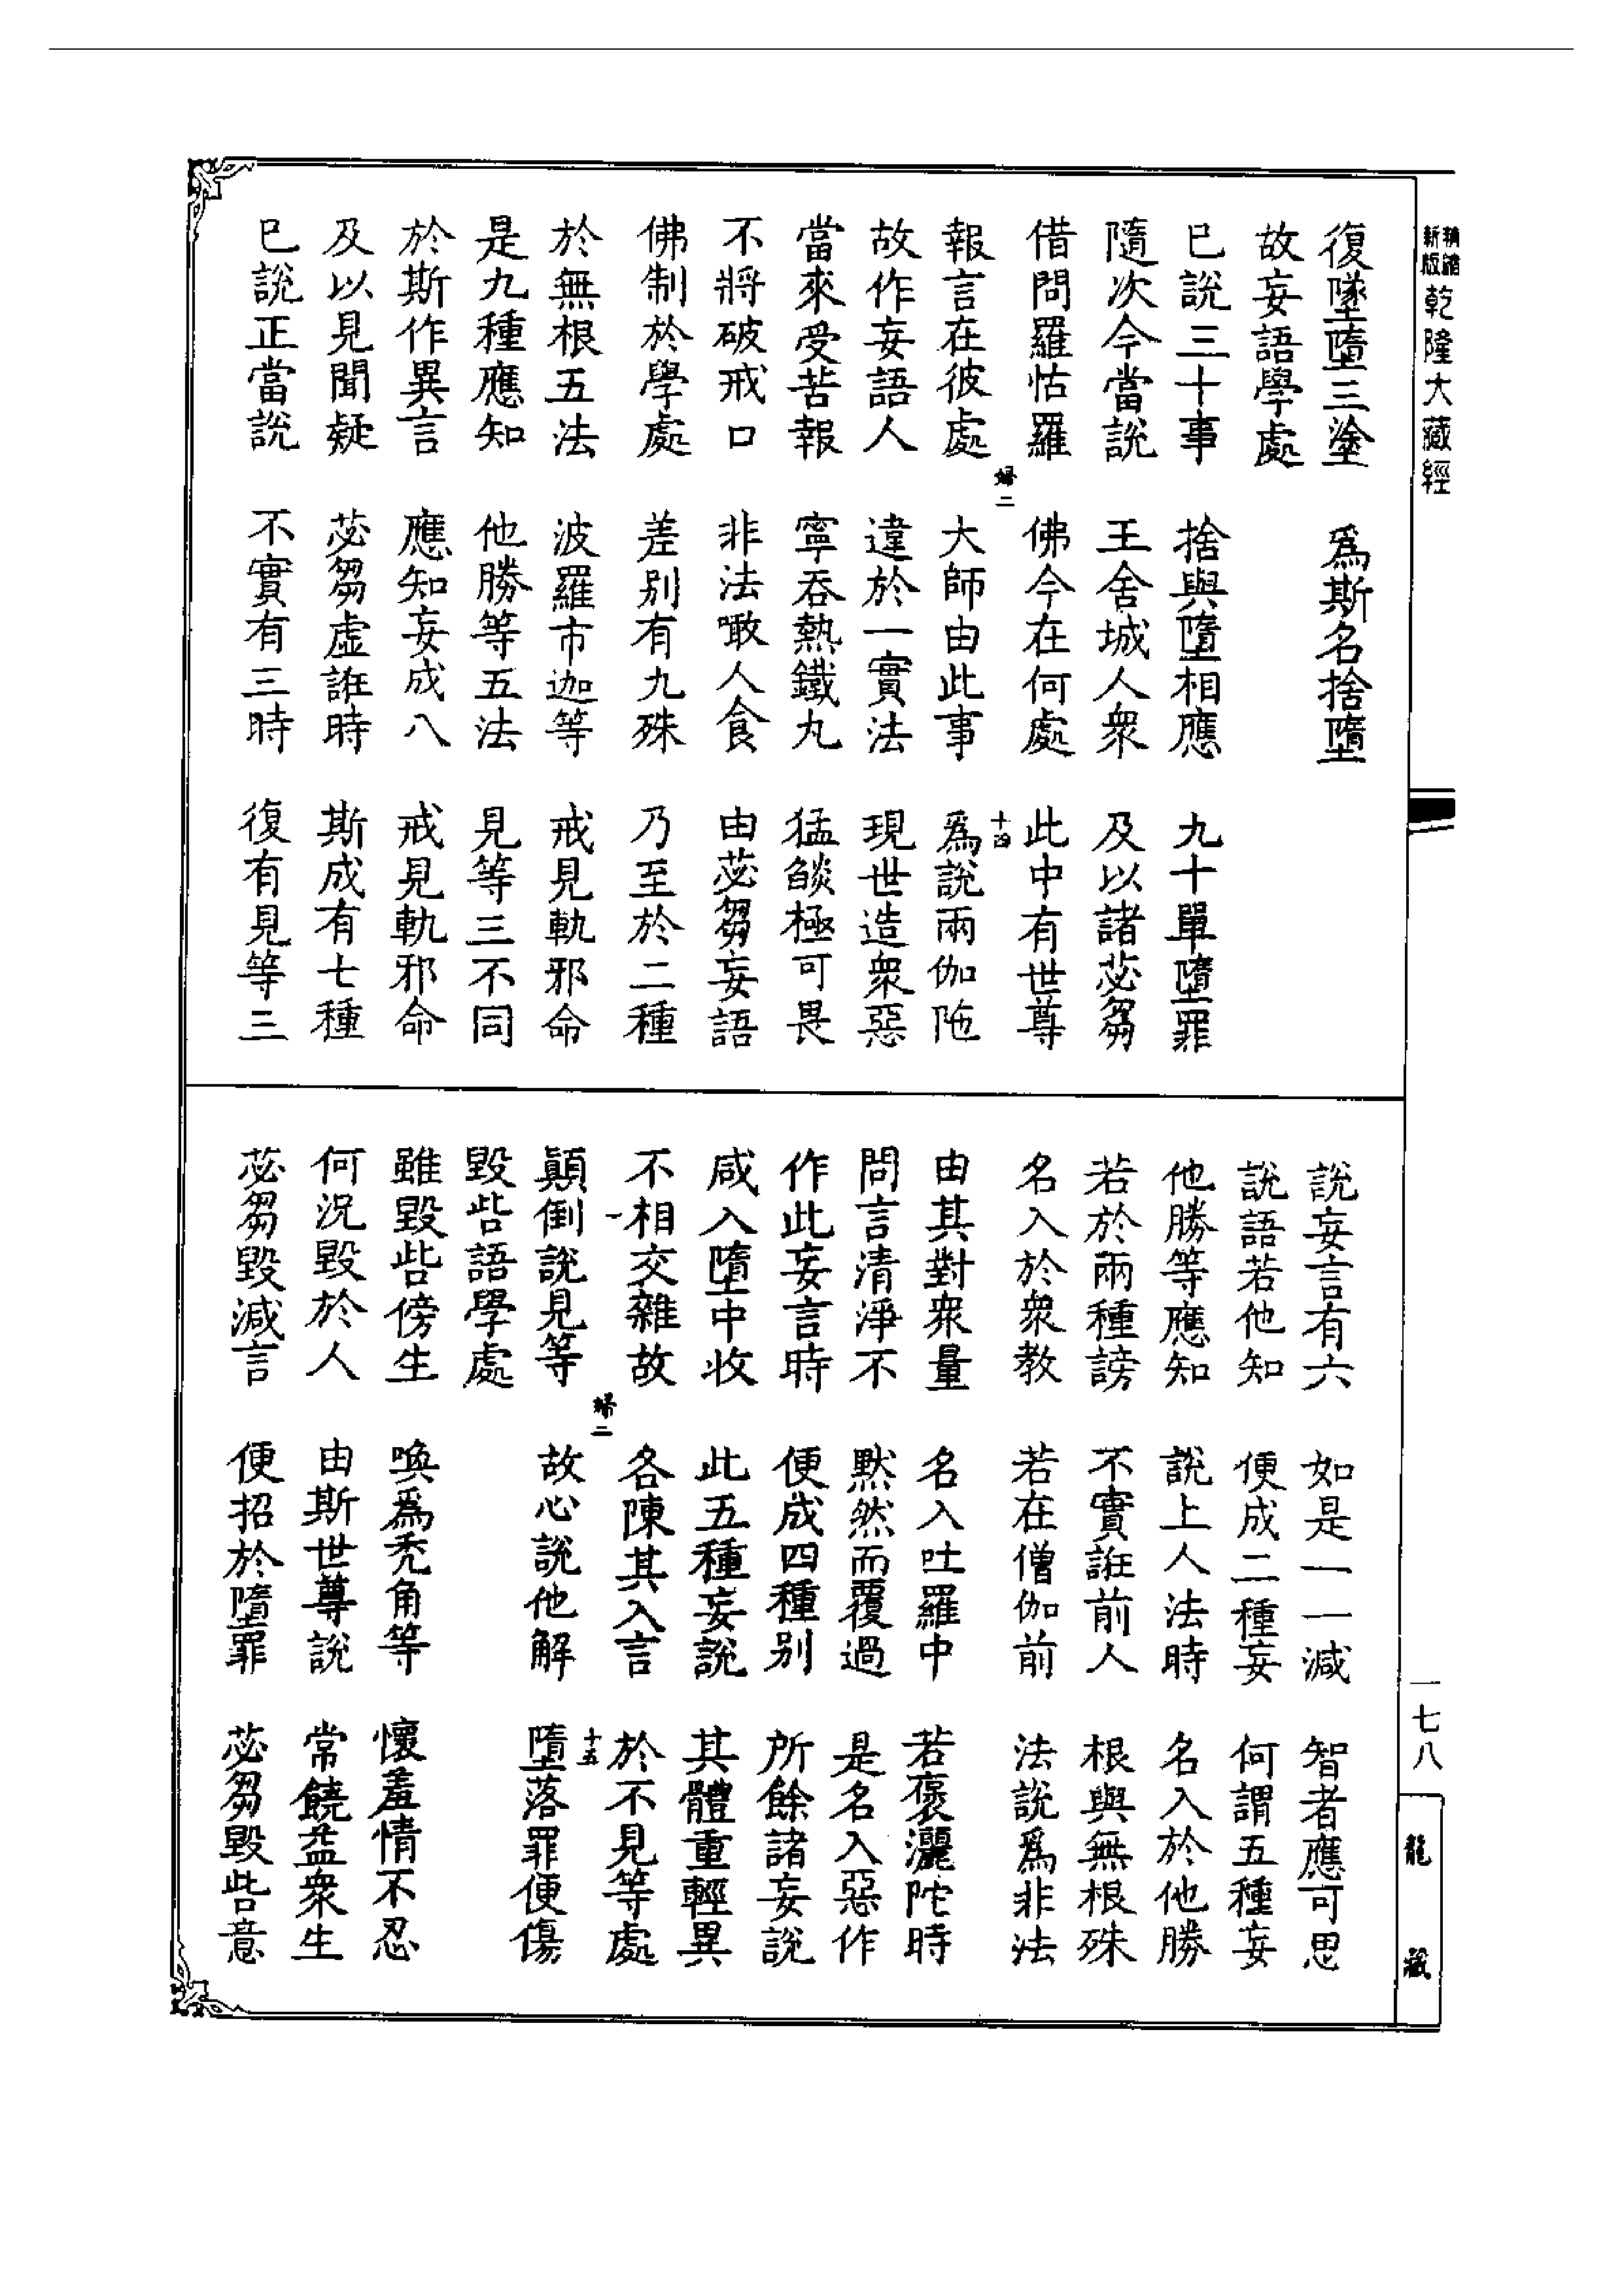 新版
乾隆大藏經
復墜墮三塗　爲斯名捨墮
故妄語學處
已說三十事　捨與墮相應　九十單墮罪
隨次今當說　王舍城人衆　及以諸苾芻
借問羅怙羅　佛今在何處　此中有世尊
婦二　十四
報言在彼處　大師由此事　爲說兩伽陁
故作妄語人　違於一實法　現世造衆惡
當來受苦報　寧吞熱鐵丸　猛燄極可畏
不將破戒口　非法噉人食　由苾芻妄語
佛制於學處　差别有九殊　乃至於二種
於無根五法　波羅市迦等　戒見軌邪命
是九種應知　他勝等五法　見等三不同
於斯作異言　應知妄成八　戒見軌邪命
及以見聞疑　苾芻虛誑時　斯成有七種
已說正當說　不實有三時　復有見等三
說妄言有六　如是一一減　智者應可思
說語若他知　便成二種妄　何謂五種妄
他勝等應知　說上人法時　名入於他勝
若於兩種謗　不實誑前人　根與無根殊
名入於衆教　若在僧伽前　法說爲非法
由其對衆量　名入吐羅中　若褒灑陀時
問言清淨不　黙然而覆過　是名入惡作
作此妄言時　便成四種别　所餘諸妄說
咸入墮中收　此五種妄說　其體重輕異
不相交雜故　各陳其入言　於不見等處
婦二　十五
顛倒說見等　故心說他解　墮落罪便傷
毀呰語學處
雖毀呰傍生　喚爲禿角等　懷羞情不忍
何況毀於人　由斯世尊說　常饒益衆生
苾芻毀減言　便招於墮罪　苾芻毀呰意
一七八
龍藏